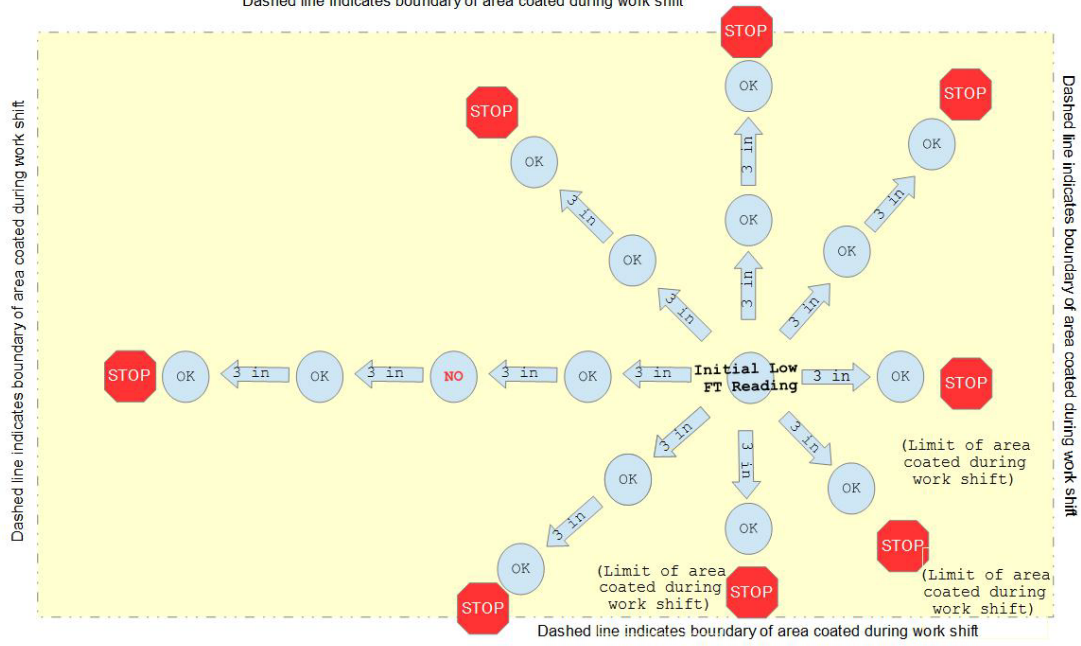 Dashed line indicates boundary of area coated during work shift
STOP
OK
STOP
STOP
OK
OK
3 in
3 in
3 in
OK
OK
OK
3 in
3 in
3 in
STOP
OK
3 in
OK
3 in
NO
3 in
OK
3 in
Initial Low
FT Reading
3 in
OK
STOP
3 in
3 in
3 in
(Limit of area
coated during
work shift)
OK
OK
3 in
OK
STOP
OK
STOP
(Limit of area
coated during
work shift)
STOP
(Limit of area
coated during
work shift)
Dashed line indicates boundary of area coated during work shift
Dashed line indicates boundary of area coated during work shift
Dashed line indicates boundary of area coated during work shift